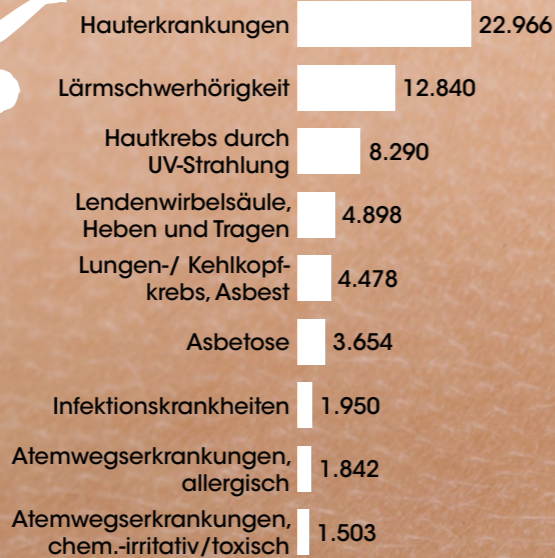 Hauterkrankungen 22.966
Lärmschwerhörigkeit 12.840
Hautkrebs durch
UV-Strahlung 8.290
Lendenwirbelsäule,
Heben und Tragen 4.898
Lungen-/ Kehlkopf-
krebs, Asbest 4.478
Asbetose 3.654
Infektionskrankheiten 1.950
Atemwegserkrankungen,
allergisch 1.842
Atemwegserkrankungen,
chem.-irritativ/toxisch 1.503